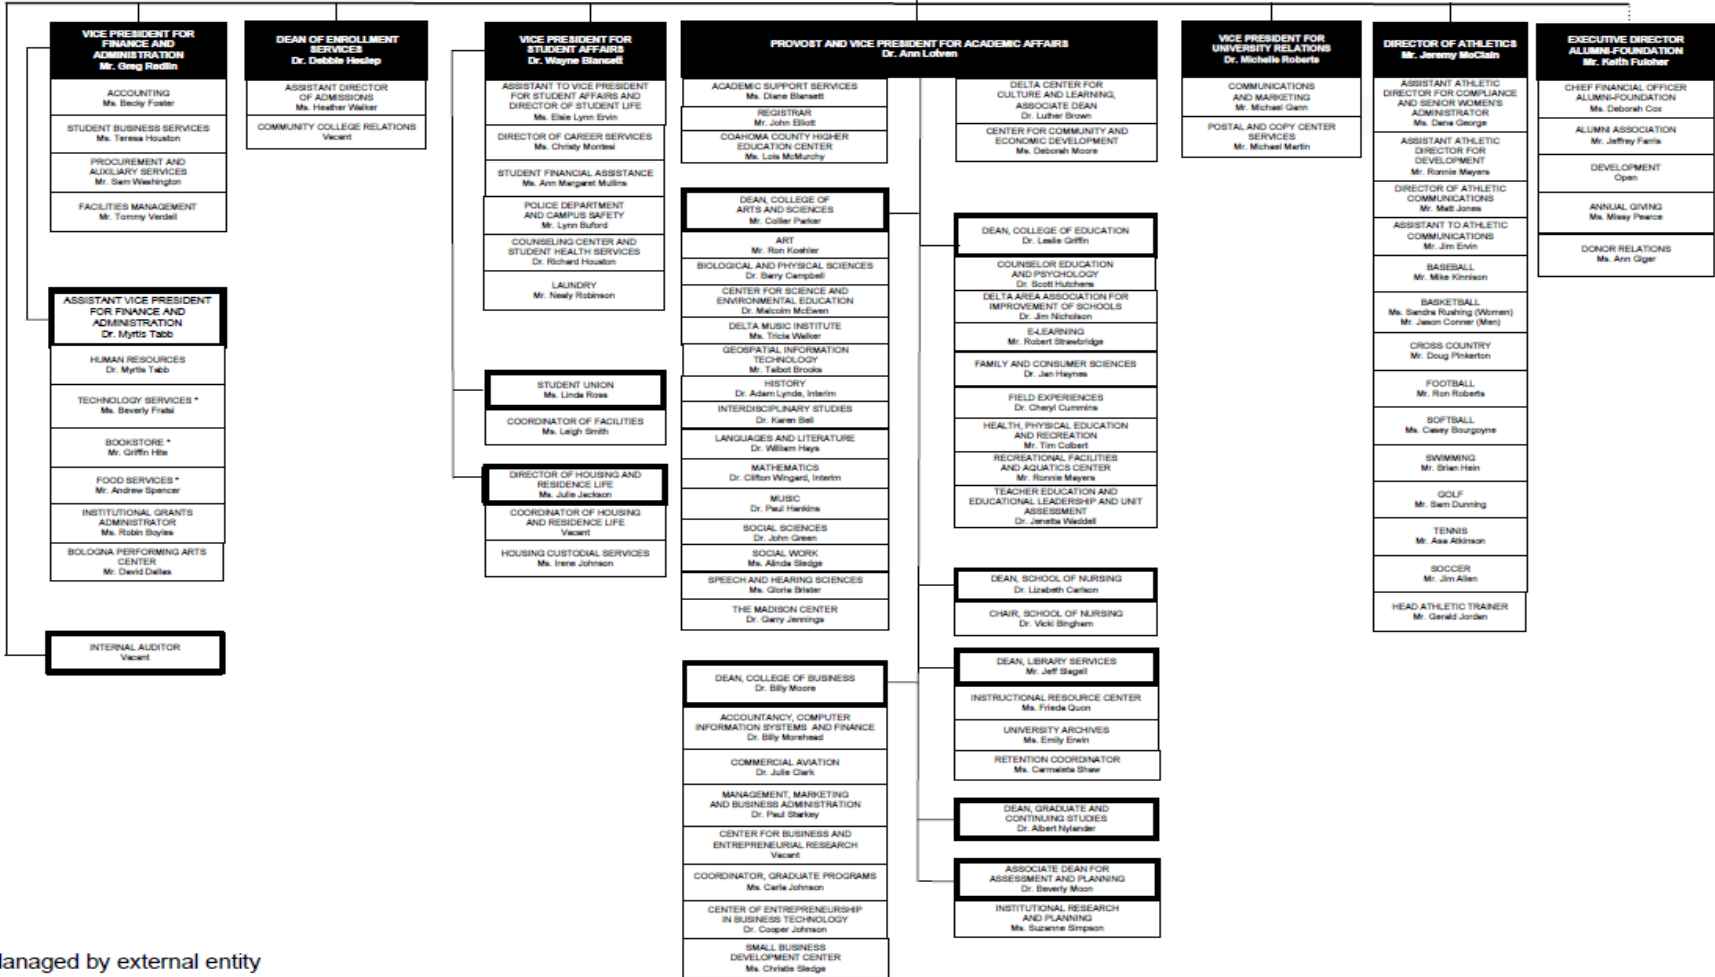 VICE PRESIDENT FOR
FINANCE AND
ADMINISTRATION
Mr. Greg Redlin
ACCOUNTING
Ms. Becky Foster
STUDENT BUSINESS SERVICES
Ms. Teresa Houston
PROCUREMENT AND
AUXILIARY SERVICES
Mr. Sam Washington
FACILITIES MANAGEMENT
Mr. Tommy Verdell
ASSISTANT VICE PRESIDENT
FOR FINANCE AND
ADMINISTRATION
Dr. Myrtis Tabb
HUMAN RESOURCES
Dr. Myrtis Tabb
TECHNOLOGY SERVICES *
Ms. Beverly Fratsi
BOOKSTORE *
Mr. Griffin Hite
FOOD SERVICES *
Mr. Andrew Spencer
INSTITUTIONAL GRANTS
ADMINISTRATOR
Ms. Robin Boyles
BOLOGNA PERFORMING ARTS
CENTER
Mr. David Dallas
INTERNAL AUDITOR
Vacant
DEAN OF ENROLLMENT
SERVICES
Dr. Debbie Heslep
ASSISTANT DIRECTOR
OF ADMISSIONS
Ms. Heather Walker
COMMUNITY COLLEGE RELATIONS
Vacant
VICE PRESIDENT FOR
STUDENT AFFAIRS
Dr. Wayne Blansett
ASSISTANT TO VICE PRESIDENT
FOR STUDENT AFFAIRS AND
DIRECTOR OF STUDENT LIFE
Ms. Elsie Lynn Ervin
DIRECTOR OF CAREER SERVICES
Ms. Christy Montesi
STUDENT FINANCIAL ASSISTANCE
Ms. Ann Margaret Mullins
POLICE DEPARTMENT
AND CAMPUS SAFETY
Mr. Lynn Buford
COUNSELING CENTER AND
STUDENT HEALTH SERVICES
Dr. Richard Houston
LAUNDRY
Mr. Nealy Robinson
STUDENT UNION
Ms. Linda Ross
COORDINATOR OF FACILITIES
Ms. Leigh Smith
DIRECTOR OF HOUSING AND
RESIDENCE LIFE
Ms. Julie Jackson
COORDINATOR OF HOUSING
AND RESIDENCE LIFE
Vacant
HOUSING CUSTODIAL SERVICES
Ms. Irene Johnson
PROVOST AND VICE PRESIDENT FOR ACADEMIC AFFAIRS
Dr. Ann Lotven
ACADEMIC SUPPORT SERVICES
Ms. Diane Blansett
REGISTRAR
Mr. John Elliott
COAHOMA COUNTY HIGHER
EDUCATION CENTER
Ms. Lois McMurchy
DEAN, COLLEGE OF
ARTS AND SCIENCES
Mr. Collier Parker
ART
Mr. Ron Koehler
BIOLOGICAL AND PHYSICAL SCIENCES
Dr. Barry Campbell
CENTER FOR SCIENCE AND
ENVIRONMENTAL EDUCATION
Dr. Malcolm McEwen
DELTA MUSIC INSTITUTE
Ms. Tricia Walker
GEOSPATIAL INFORMATION
TECHNOLOGY
Mr. Talbot Brooks
HISTORY
Dr. Adam Lynde, Interim
INTERDISCIPLINARY STUDIES
Dr. Karen Bell
LANGUAGES AND LITERATURE
Dr. William Hays
MATHEMATICS
Dr. Clifton Wingard, Interim
MUSIC
Dr. Paul Hankins
SOCIAL SCIENCES
Dr. John Green
SOCIAL WORK
Ms. Alinda Sledge
SPEECH AND HEARING SCIENCES
Ms. Gloria Brister
THE MADISON CENTER
Dr. Garry Jennings
DEAN, COLLEGE OF BUSINESS
Dr. Billy Moore
ACCOUNTANCY, COMPUTER
INFORMATION SYSTEMS AND FINANCE
Dr. Billy Morehead
COMMERCIAL AVIATION
Dr. Julie Clark
MANAGEMENT, MARKETING
AND BUSINESS ADMINISTRATION
Dr. Paul Starkey
CENTER FOR BUSINESS AND
ENTREPRENEURIAL RESEARCH
Vacant
COORDINATOR, GRADUATE PROGRAMS
Ms. Carla Johnson
CENTER OF ENTREPRENEURSHIP
IN BUSINESS TECHNOLOGY
Dr. Cooper Johnson
SMALL BUSINESS
DEVELOPMENT CENTER
Ms. Christie Sledge
DELTA CENTER FOR
CULTURE AND LEARNING,
ASSOCIATE DEAN
Dr. Luther Brown
CENTER FOR COMMUNITY AND
ECONOMIC DEVELOPMENT
Ms. Deborah Moore
DEAN, COLLEGE OF EDUCATION
Dr. Leslie Griffin
COUNSELOR EDUCATION
AND PSYCHOLOGY
Dr. Scott Hutchens
DELTA AREA ASSOCIATION FOR
IMPROVEMENT OF SCHOOLS
Dr. Jim Nicholson
E-LEARNING
Mr. Robert Strawbridge
FAMILY AND CONSUMER SCIENCES
Dr. Jan Haynes
FIELD EXPERIENCES
Dr. Cheryl Cummins
HEALTH, PHYSICAL EDUCATION
AND RECREATION
Mr. Tim Colbert
RECREATIONAL FACILITIES
AND AQUATICS CENTER
Mr. Ronnie Mayers
TEACHER EDUCATION AND
EDUCATIONAL LEADERSHIP AND UNIT
ASSESSMENT
Dr. Jenetta Waddell
DEAN, SCHOOL OF NURSING
Dr. Lizabeth Carlson
CHAIR, SCHOOL OF NURSING
Dr. Vicki Bingham
DEAN, LIBRARY SERVICES
Mr. Jeff Slagell
INSTRUCTIONAL RESOURCE CENTER
Ms. Frieda Quon
UNIVERSITY ARCHIVES
Ms. Emily Erwin
RETENTION COORDINATOR
Ms. Carmaleta Shaw
DEAN, GRADUATE AND
CONTINUING STUDIES
Dr. Albert Nylander
ASSOCIATE DEAN FOR
ASSESSMENT AND PLANNING
Dr. Beverly Moon
INSTITUTIONAL RESEARCH
AND PLANNING
Ms. Suzanne Simpson
VICE PRESIDENT FOR
UNIVERSITY RELATIONS
Dr. Michelle Roberts
COMMUNICATIONS
AND MARKETING
Mr. Michael Gann
POSTAL AND COPY CENTER
SERVICES
Mr. Michael Martin
DIRECTOR OF ATHLETICS
Mr. Jeremy McClain
ASSISTANT ATHLETIC
DIRECTOR FOR COMPLIANCE
AND SENIOR WOMEN'S
ADMINISTRATOR
Ms. Dana George
ASSISTANT ATHLETIC
DIRECTOR FOR
DEVELOPMENT
Mr. Ronnie Mayers
DIRECTOR OF ATHLETIC
COMMUNICATIONS
Mr. Matt Jones
ASSISTANT TO ATHLETIC
COMMUNICATIONS
Mr. Jim Ervin
BASEBALL
Mr. Mike Kinnison
BASKETBALL
Ms. Sandra Rushing (Women)
Mr. Jason Conner (Men)
CROSS COUNTRY
Mr. Doug Pinkerton
FOOTBALL
Mr. Ron Roberts
SOFTBALL
Ms. Casey Bourgoyne
SWIMMING
Mr. Brian Hein
GOLF
Mr. Sam Dunning
TENNIS
Mr. Asa Atkinson
SOCCER
Mr. Jim Allen
HEAD ATHLETIC TRAINER
Mr. Gerald Jordan
EXECUTIVE DIRECTOR
ALUMNI-FOUNDATION
Mr. Keith Fulcher
CHIEF FINANCIAL OFFICER
ALUMNI-FOUNDATION
Ms. Deborah Cox
ALUMNI ASSOCIATION
Mr. Jeffrey Farris
DEVELOPMENT
Open
ANNUAL GIVING
Ms. Missy Pearce
DONOR RELATIONS
Ms. Ann Giger
anaged by external entity